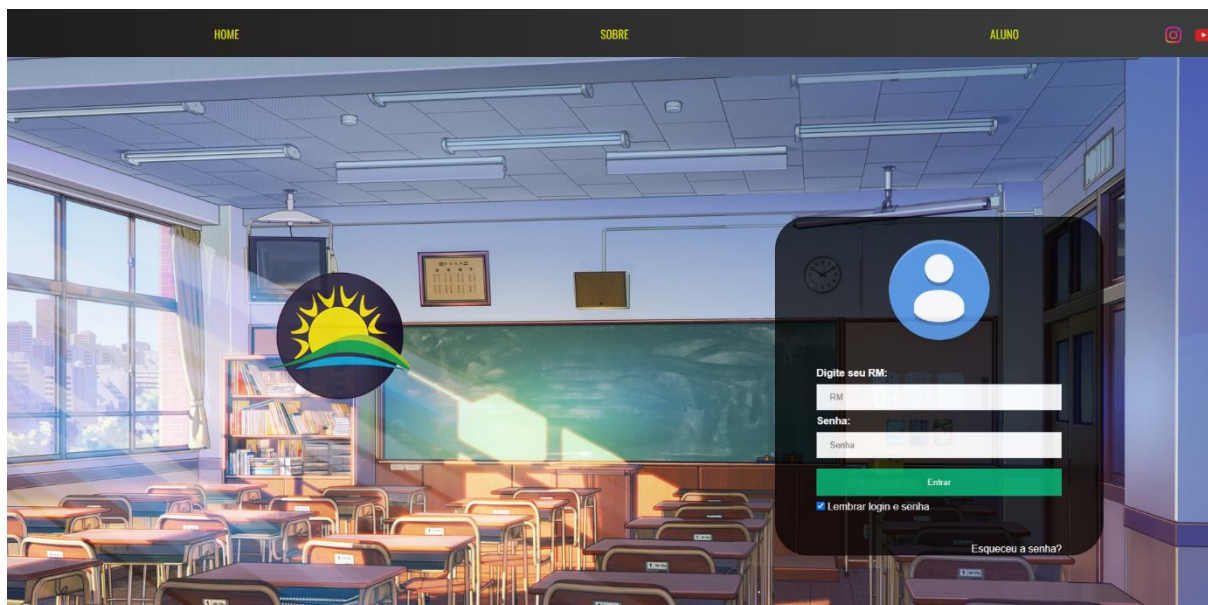 HOME
SOBRE
ALUNO
Digite seu RM:
RM
Senha:
Senha
Entrar
Lembrar login e senha
Esqueceu a senha?